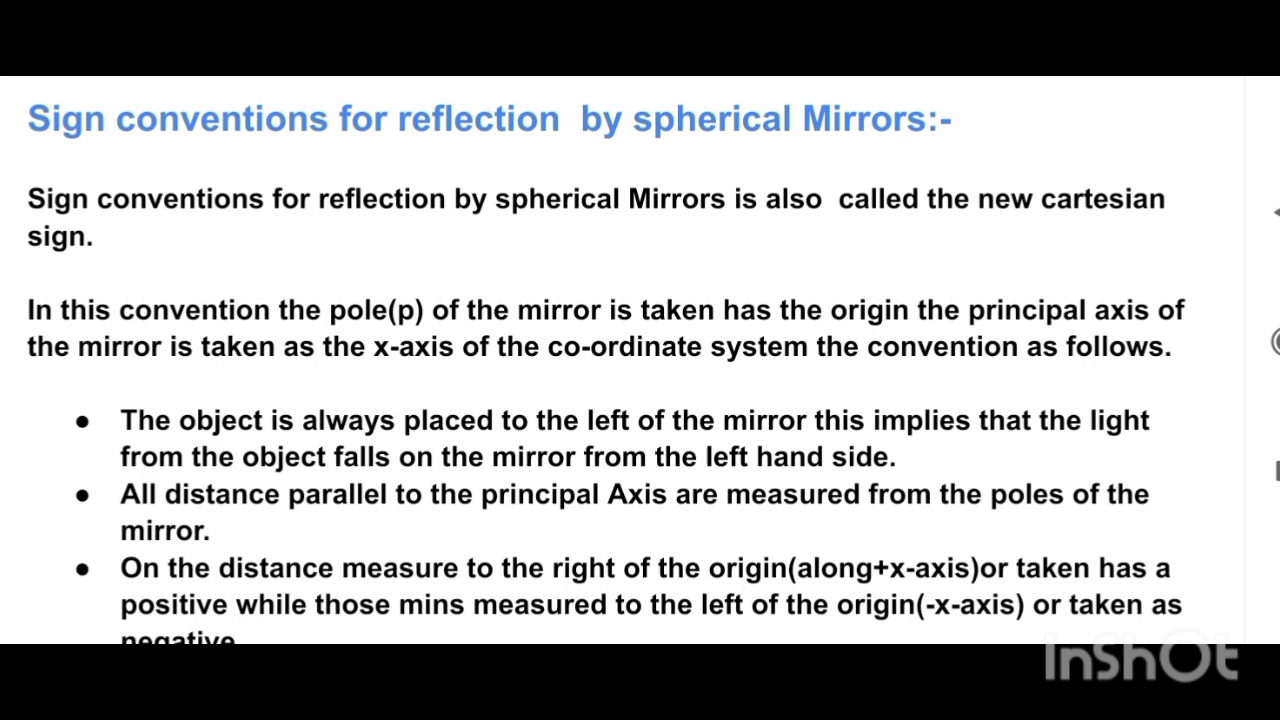 Sign conventions for reflection  by spherical Mirrors:-
Sign conventions for reflection by spherical Mirrors is also  called the new cartesian
sign.
In this convention the pole(p) of the mirror is taken has the origin the principal axis of
the mirror is taken as the x-axis of the co-ordinate system the convention as follows.
● The object is always placed to the left of the mirror this implies that the light
from the object falls on the mirror from the left hand side.
● All distance parallel to the principal Axis are measured from the poles of the
mirror.
● On the distance measure to the right of the origin(along+x-axis)or taken has a
positive while those mins measured to the left of the origin(-x-axis) or taken as
negative
InShOt